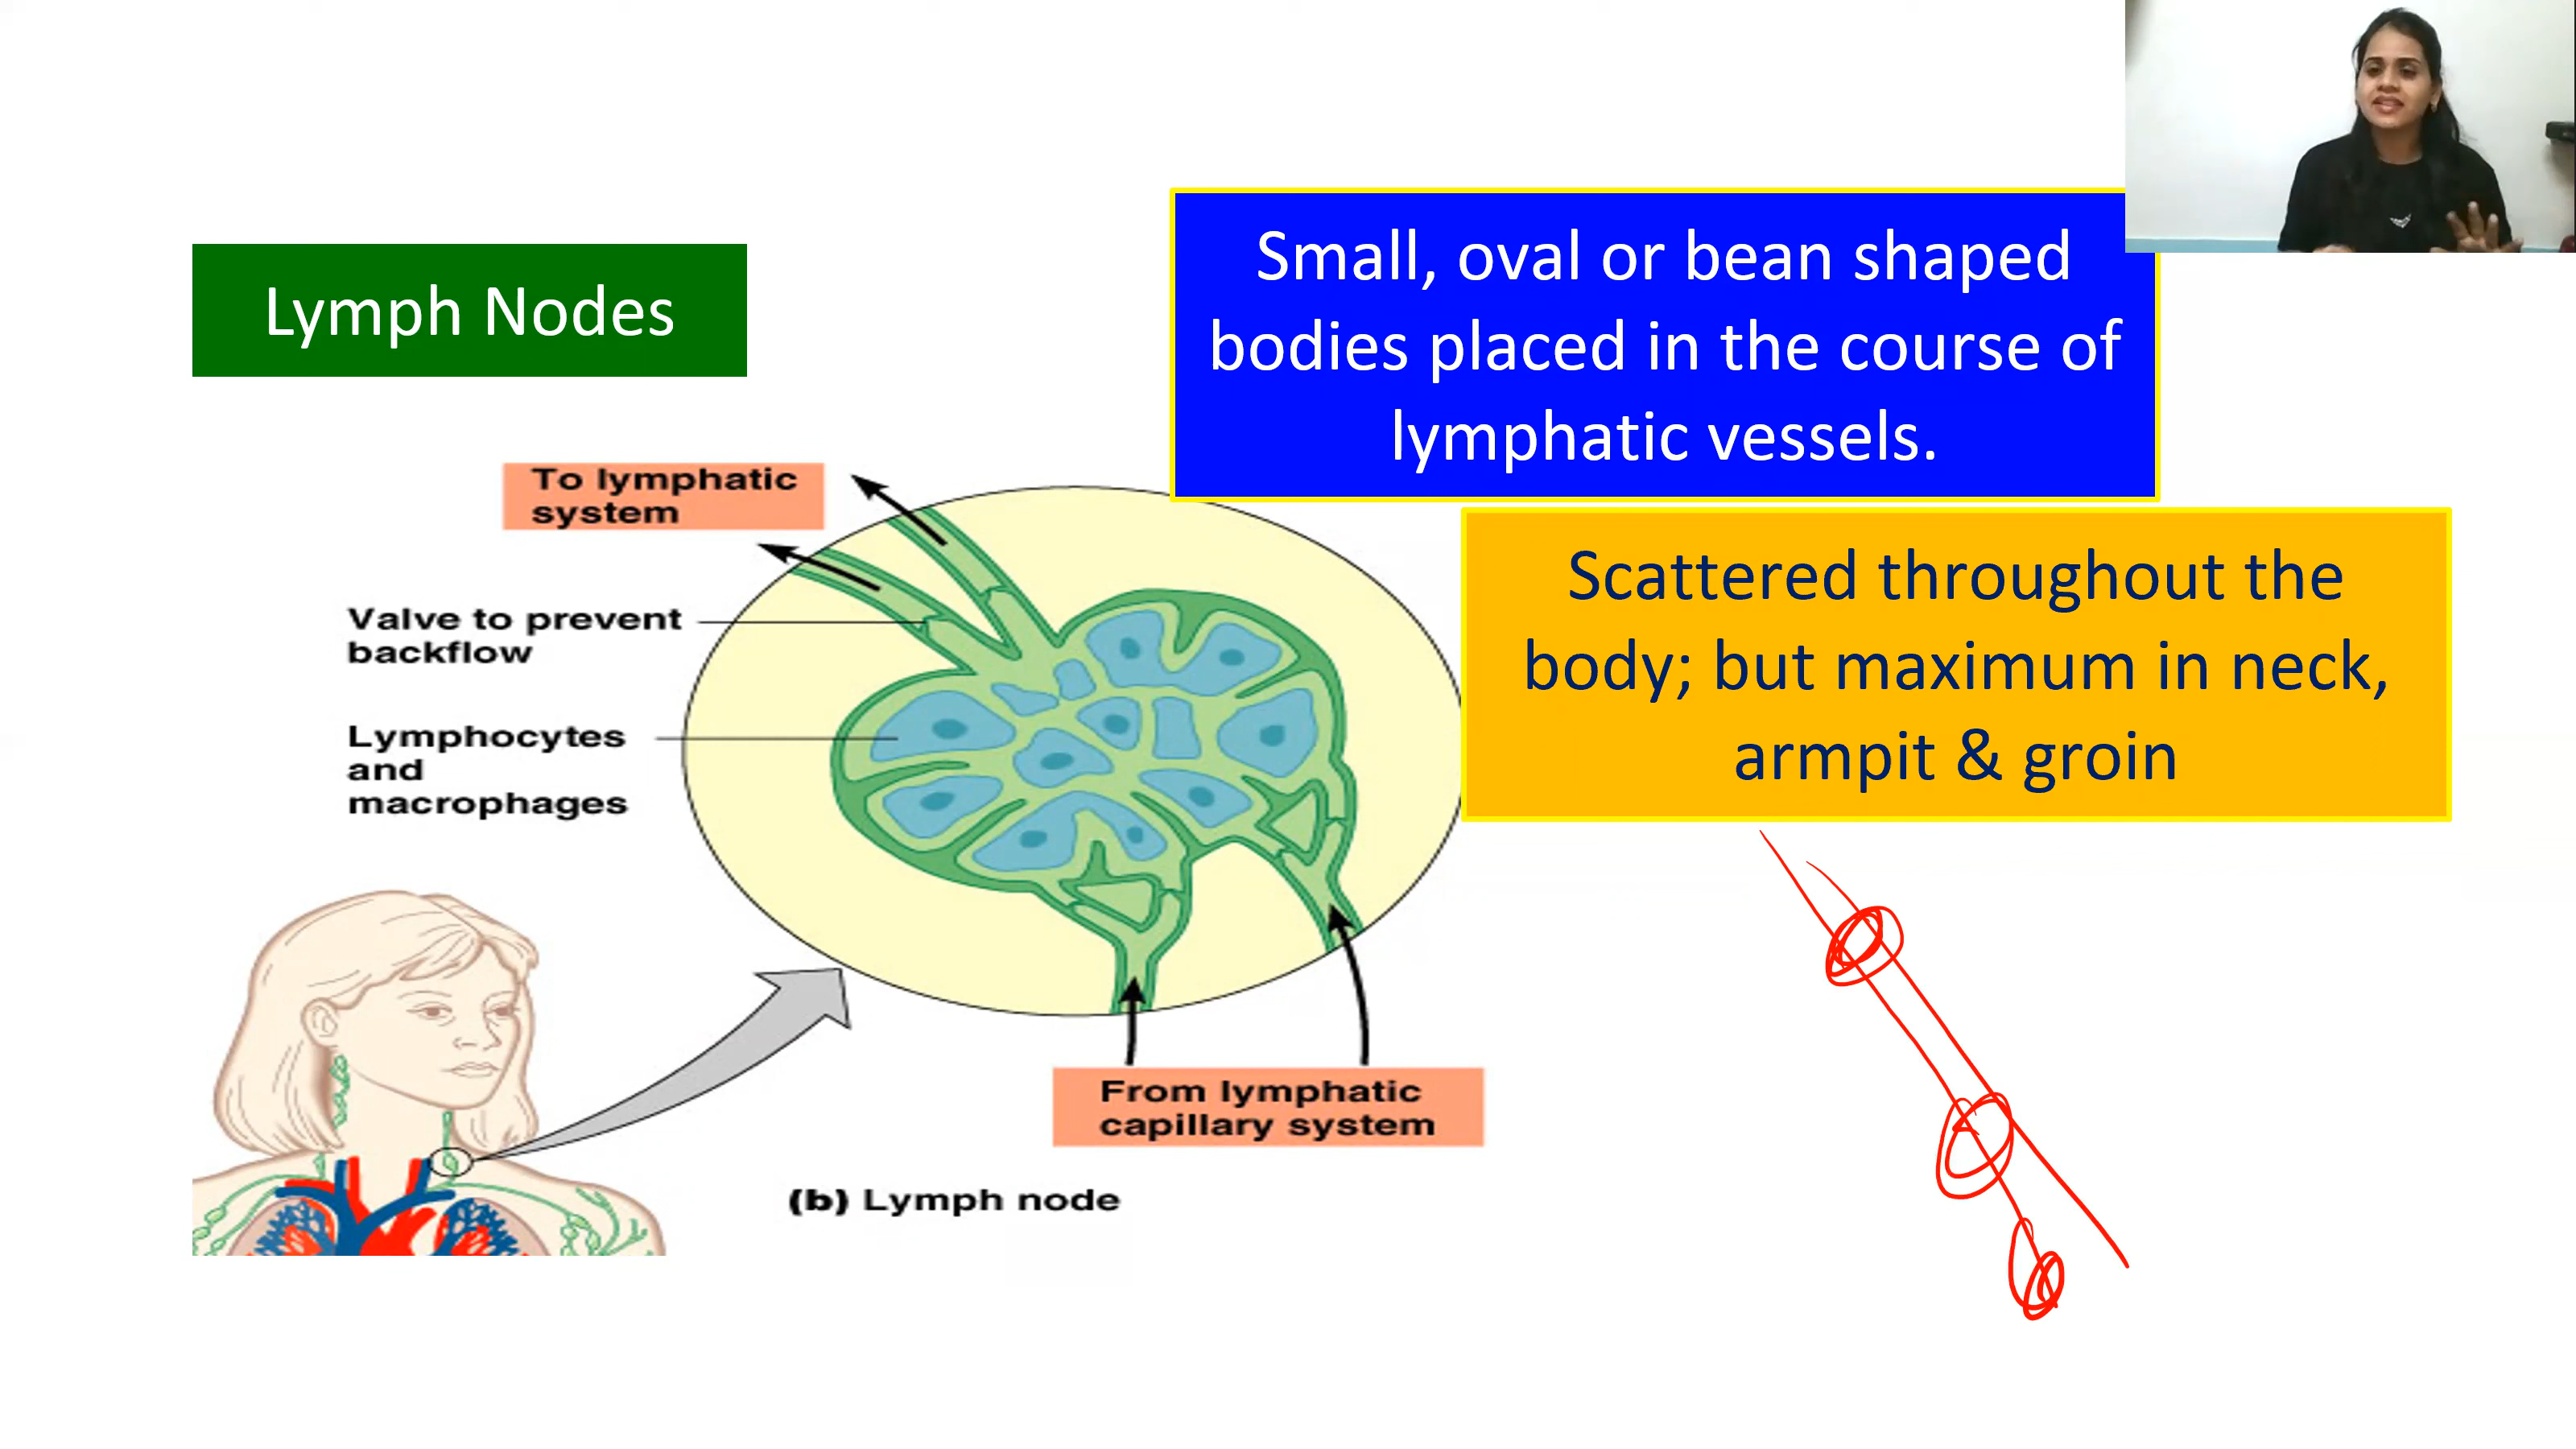 Lymph Nodes
Small, oval or bean shaped
bodies placed in the course of
lymphatic vessels.
To lymphatic
system
Scattered throughout the
body; but maximum in neck,
armpit & groin
Valve to prevent
backflow
Lymphocytes
and
macrophages
From lymphatic
capillary system
(b) Lymph node